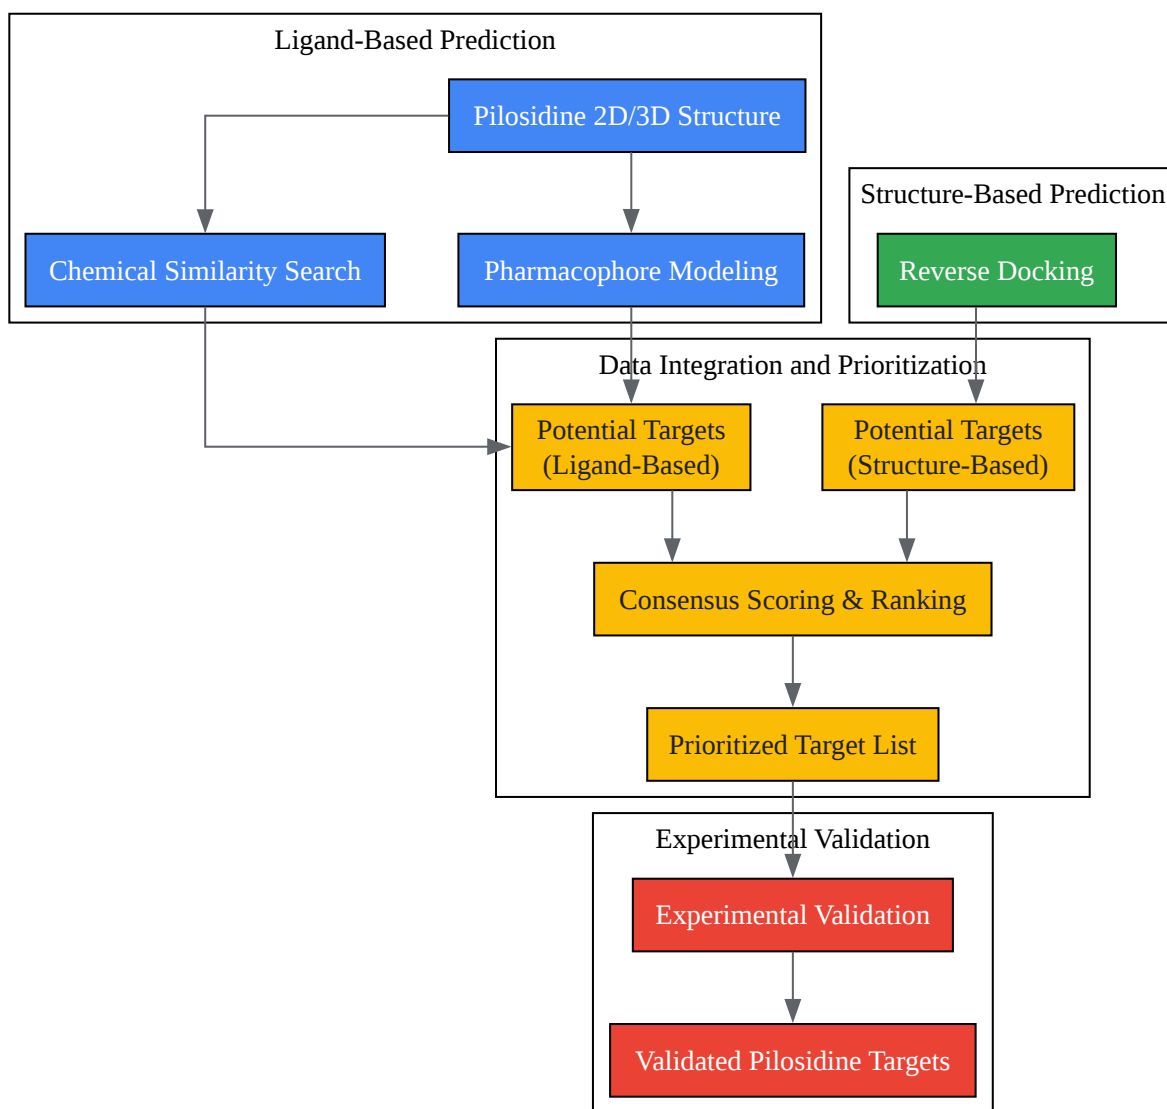 Ligand-Based Prediction
Pilosidine 2D/3D Structure
Structure-Based Prediction
Chemical Similarity Search
Pharmacophore Modeling
Reverse Docking
Data Integration and Prioritization
Potential Targets
(Ligand-Based)
Potential Targets
(Structure-Based)
Consensus Scoring & Ranking
Prioritized Target List
Experimental Validation
Experimental Validation
Validated Pilosidine Targets